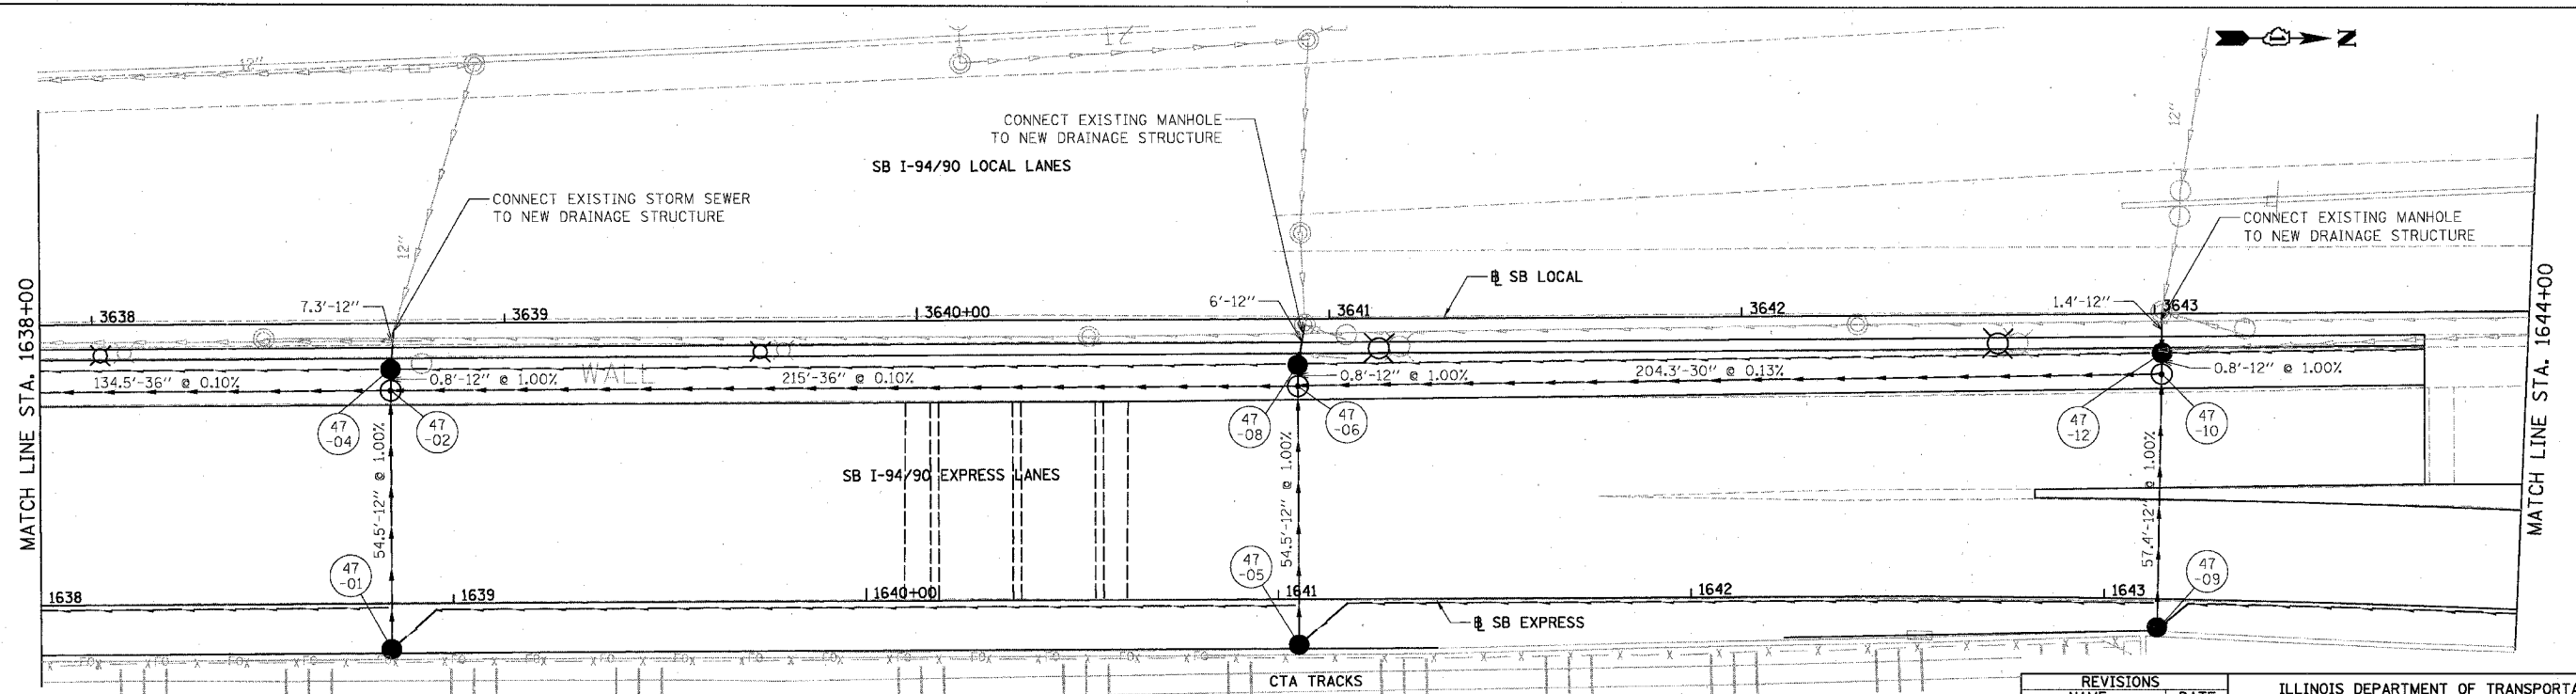 12"
12"
N
CONNECT EXISTING MANHOLE
TO NEW DRAINAGE STRUCTURE
12"
SB I-94/90 LOCAL LANES
CONNECT EXISTING STORM SEWER
TO NEW DRAINAGE STRUCTURE
CONNECT EXISTING MANHOLE
TO NEW DRAINAGE STRUCTURE
12"
℄ SB LOCAL
MATCH LINE STA. 1638+00
MATCH LINE STA. 1644+00
3638
7.3'-12"
3639
3640+00
6'-12"
3641
3642
1.4'-12"
3643
134.5'-36" @ 0.10%
0.8'-12" @ 1.00%
WALL
215'-36" @ 0.10%
0.8'-12" @ 1.00%
204.3'-30" @ 0.13%
0.8'-12" @ 1.00%
47
-04
47
-02
47
-08
47
-06
47
-12
47
-10
54.5'-12" @ 1.00%
SB I-94/90 EXPRESS LANES
54.5'-12" @ 1.00%
57.4'-12" @ 1.00%
47
-01
47
-05
47
-09
1638
1639
1640+00
1641
1642
1643
℄ SB EXPRESS
CTA TRACKS
REVISIONS
NAME
DATE
ILLINOIS DEPARTMENT OF TRANSPORTA